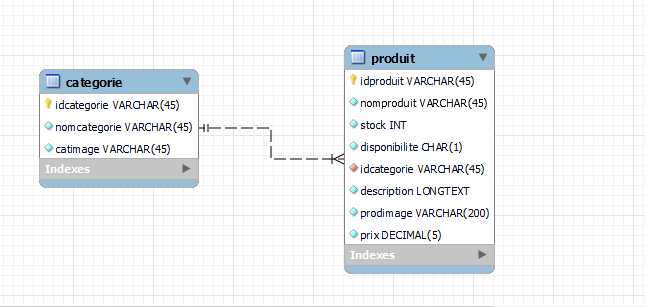 categorie
idcategorie VARCHAR(45)
nomcategorie VARCHAR(45)
catimage VARCHAR(45)
Indexes
produit
idproduit VARCHAR(45)
nomproduit VARCHAR(45)
stock INT
disponibilite CHAR(1)
idcategorie VARCHAR(45)
description LONGTEXT
prodimage VARCHAR(200)
prix DECIMAL(5)
Indexes